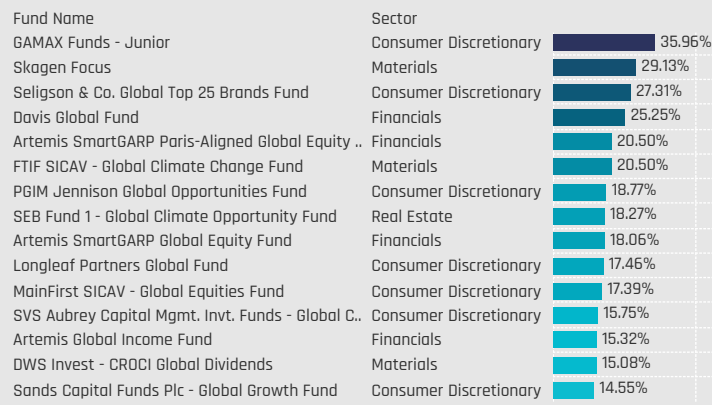 Fund Name Sector
GAMAX Funds - Junior Consumer Discretionary 35.96%
Skagen Focus Materials 29.13%
Seligson & Co. Global Top 25 Brands Fund Consumer Discretionary 27.31%
Davis Global Fund Financials 25.25%
Artemis SmartGARP Paris-Aligned Global Equity .. Financials 20.50%
FTIF SICAV - Global Climate Change Fund Materials 20.50%
PGIM Jennison Global Opportunities Fund Consumer Discretionary 18.77%
SEB Fund 1 - Global Climate Opportunity Fund Real Estate 18.27%
Artemis SmartGARP Global Equity Fund Financials 18.06%
Longleaf Partners Global Fund Consumer Discretionary 17.46%
MainFirst SICAV - Global Equities Fund Consumer Discretionary 17.39%
SVS Aubrey Capital Mgmt. Invt. Funds - Global C.. Consumer Discretionary 15.75%
Artemis Global Income Fund Financials 15.32%
DWS Invest - CROCI Global Dividends Materials 15.08%
Sands Capital Funds Plc - Global Growth Fund Consumer Discretionary 14.55%